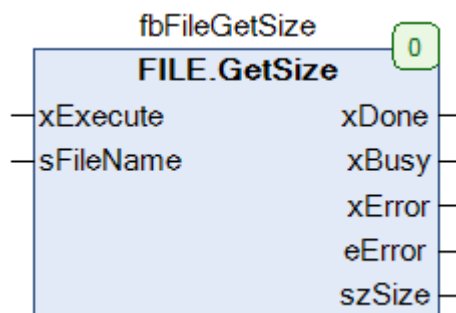 fbFileGetSize
0
FILE.GetSize
xExecute xDone
sFileName xBusy
xError
eError
szSize